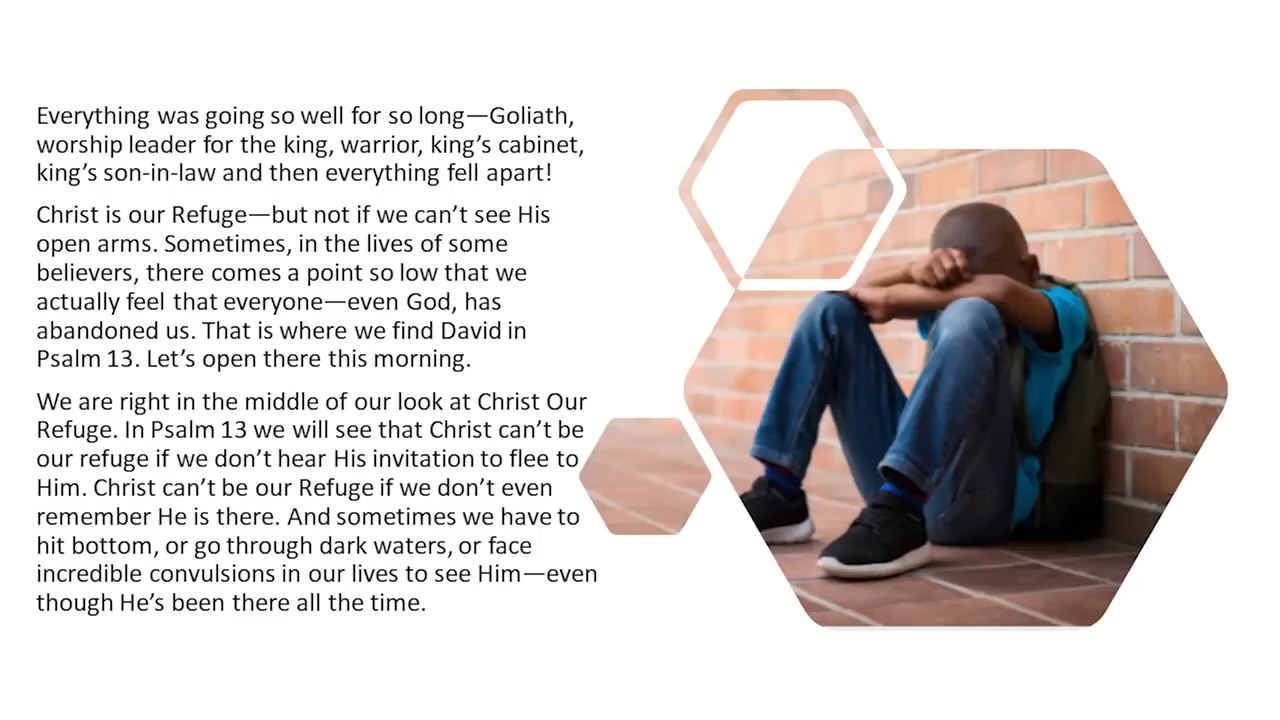 Everything was going so well for so long—Goliath,
worship leader for the king, warrior, king’s cabinet,
king’s son-in-law and then everything fell apart!
Christ is our Refuge—but not if we can’t see His
open arms. Sometimes, in the lives of some
believers, there comes a point so low that we
actually feel that everyone—even God, has
abandoned us. That is where we find David in
Psalm 13. Let’s open there this morning.
We are right in the middle of our look at Christ Our
Refuge. In Psalm 13 we will see that Christ can’t be
our refuge if we don’t hear His invitation to flee to
Him. Christ can’t be our Refuge if we don’t even
remember He is there. And sometimes we have to
hit bottom, or go through dark waters, or face
incredible convulsions in our lives to see Him—even
though He’s been there all the time.